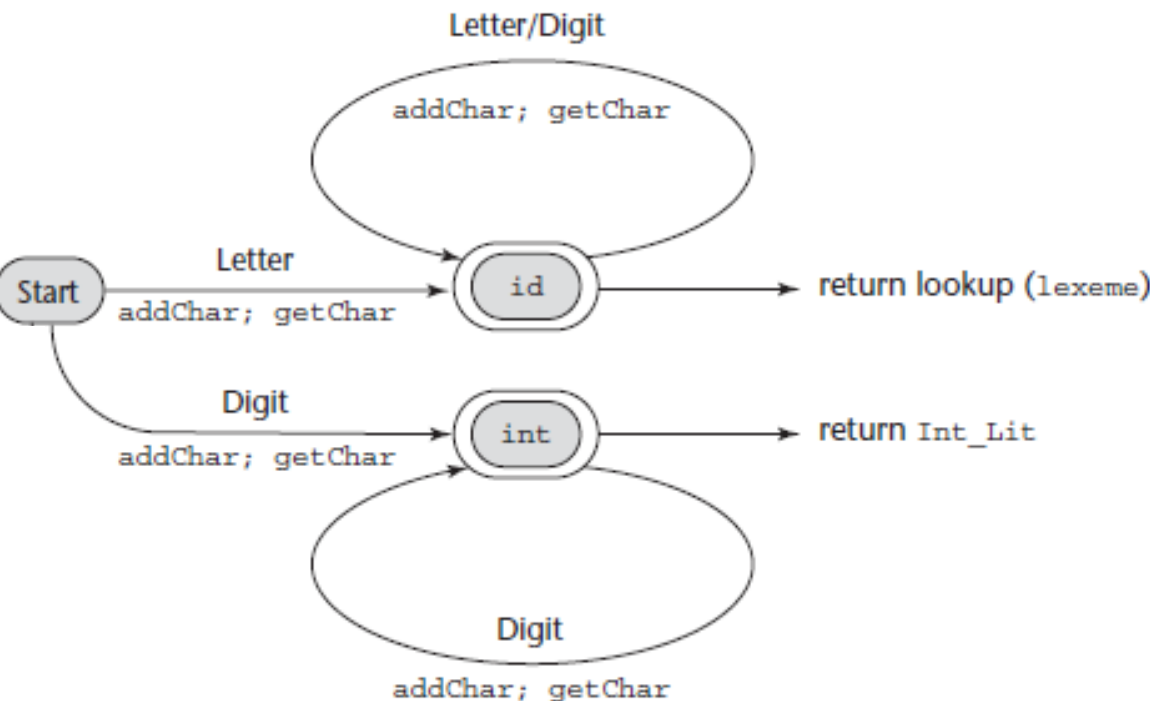 Letter/Digit
addChar; getChar
Letter
Start
addChar; getChar
id
return lookup (lexeme)
Digit
addChar; getChar
int
return Int_Lit
Digit
addChar; getChar